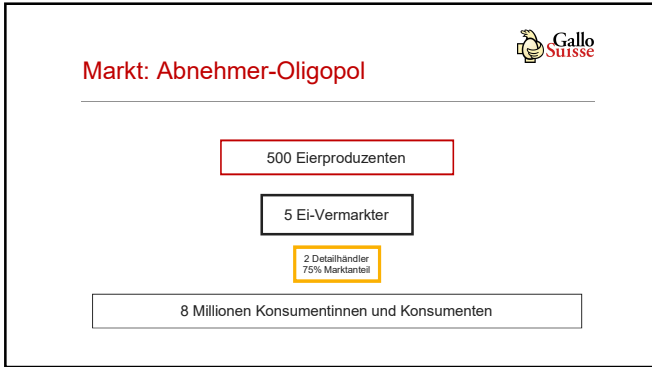 Gallo
Suisse
Markt: Abnehmer-Oligopol
500 Eierproduzenten
5 Ei-Vermarkter
2 Detailhändler
75% Marktanteil
8 Millionen Konsumentinnen und Konsumenten